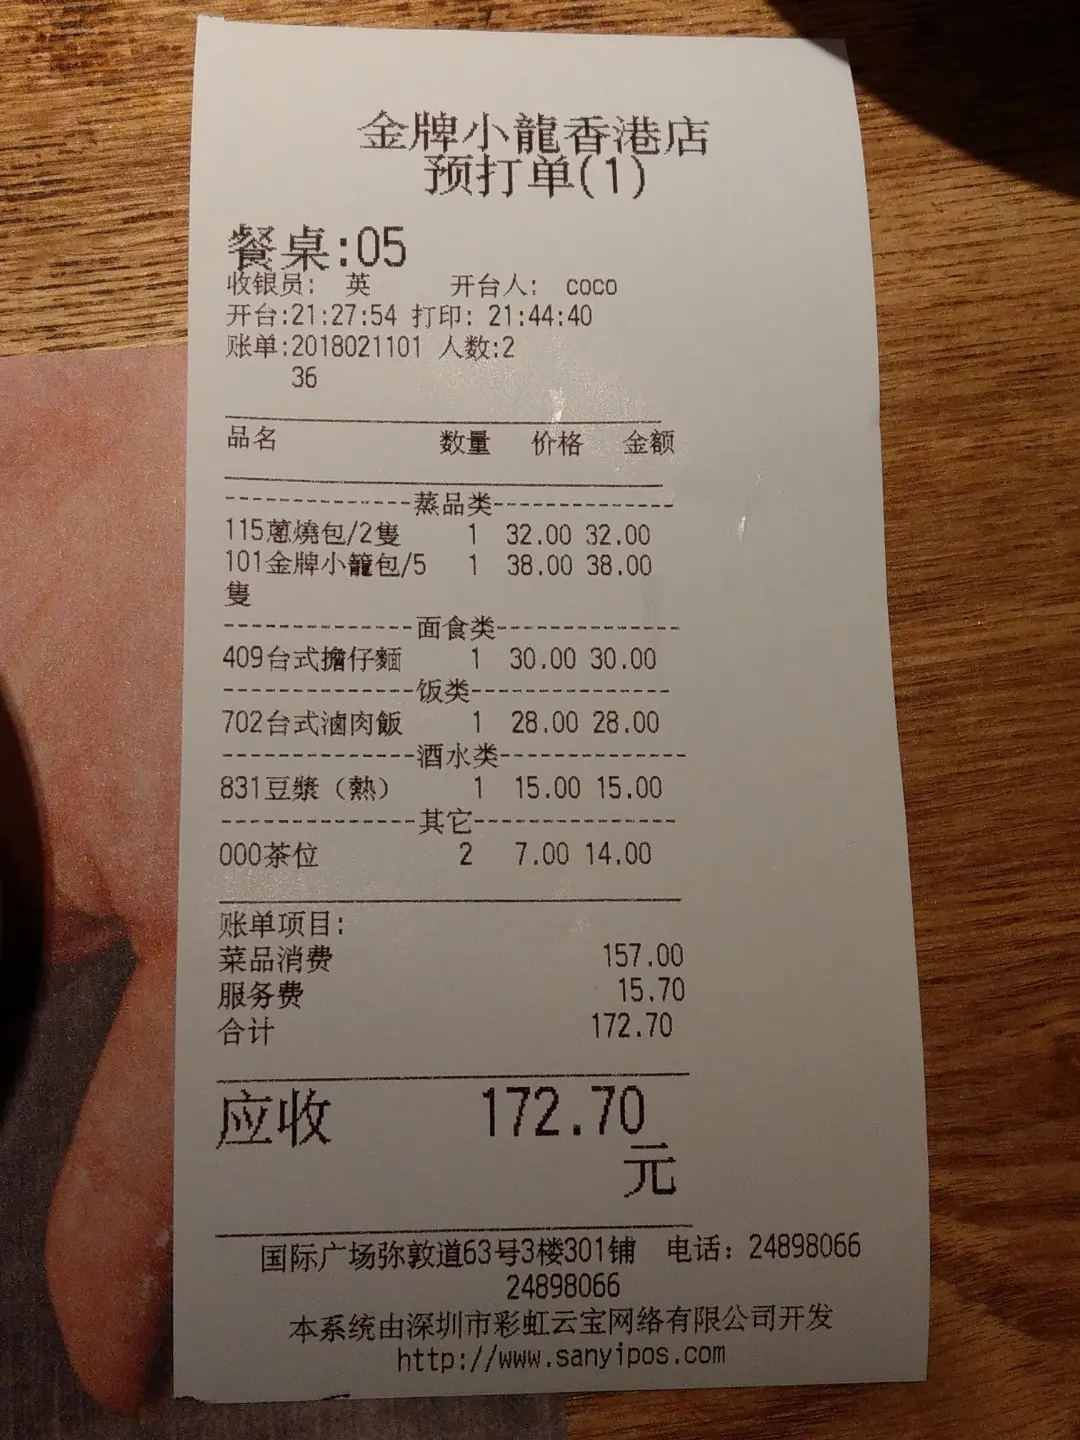 金牌小龍香港店
预打单(1)
餐桌:05
收银员: 英 开台人: coco
开台:21:27:54 打印: 21:44:40
账单:2018021101 人数:2
36
品名 数量 价格 金额
--------------蒸品类--------------
115蔥燒包/2隻 1 32.00 32.00
101金牌小籠包/5 1 38.00 38.00
隻
--------------面食类--------------
409台式擔仔麵 1 30.00 30.00
--------------饭类---------------
702台式滷肉飯 1 28.00 28.00
--------------酒水类--------------
831豆漿（熱） 1 15.00 15.00
--------------其它---------------
000茶位 2 7.00 14.00
账单项目:
菜品消费 157.00
服务费 15.70
合计 172.70
应收 172.70
元
国际广场弥敦道63号3楼301铺 电话: 24898066
24898066
本系统由深圳市彩虹云宝网络有限公司开发
http://www.sanyipos.com